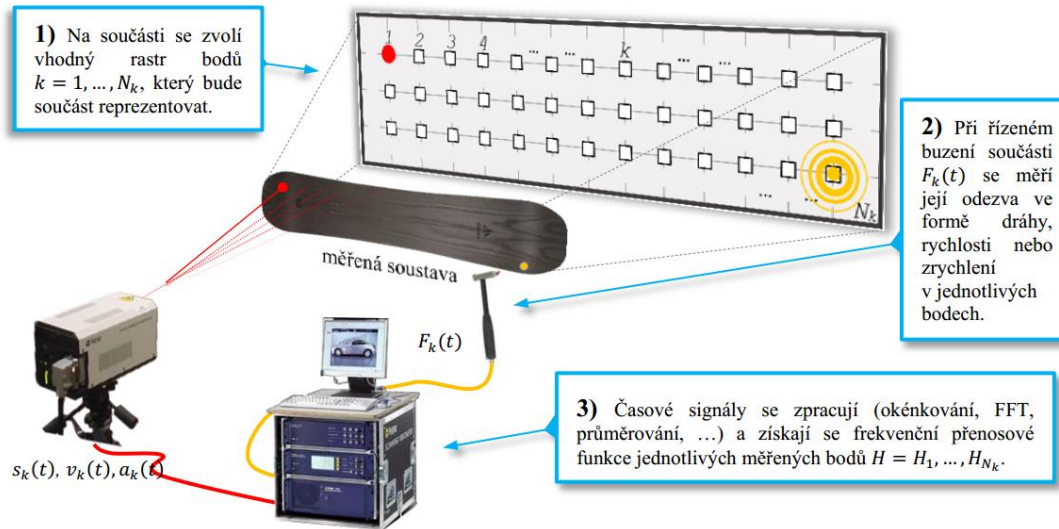 1) Na součásti se zvolí
vhodný rastr bodů
k = 1, … , N_k, který bude
součást reprezentovat.
1
2
3
4
...
...
k
...
...
...
...
N_k
2) Při řízeném
buzení součásti
F_k(t) se měří
její odezva ve
formě dráhy,
rychlosti nebo
zrychlení
v jednotlivých
bodech.
měřená soustava
F_k(t)
3) Časové signály se zpracují (okénkování, FFT,
průměrování, …) a získají se frekvenční přenosové
funkce jednotlivých měřených bodů H = H_1, … , H_{N_k}.
s_k(t), v_k(t), a_k(t)